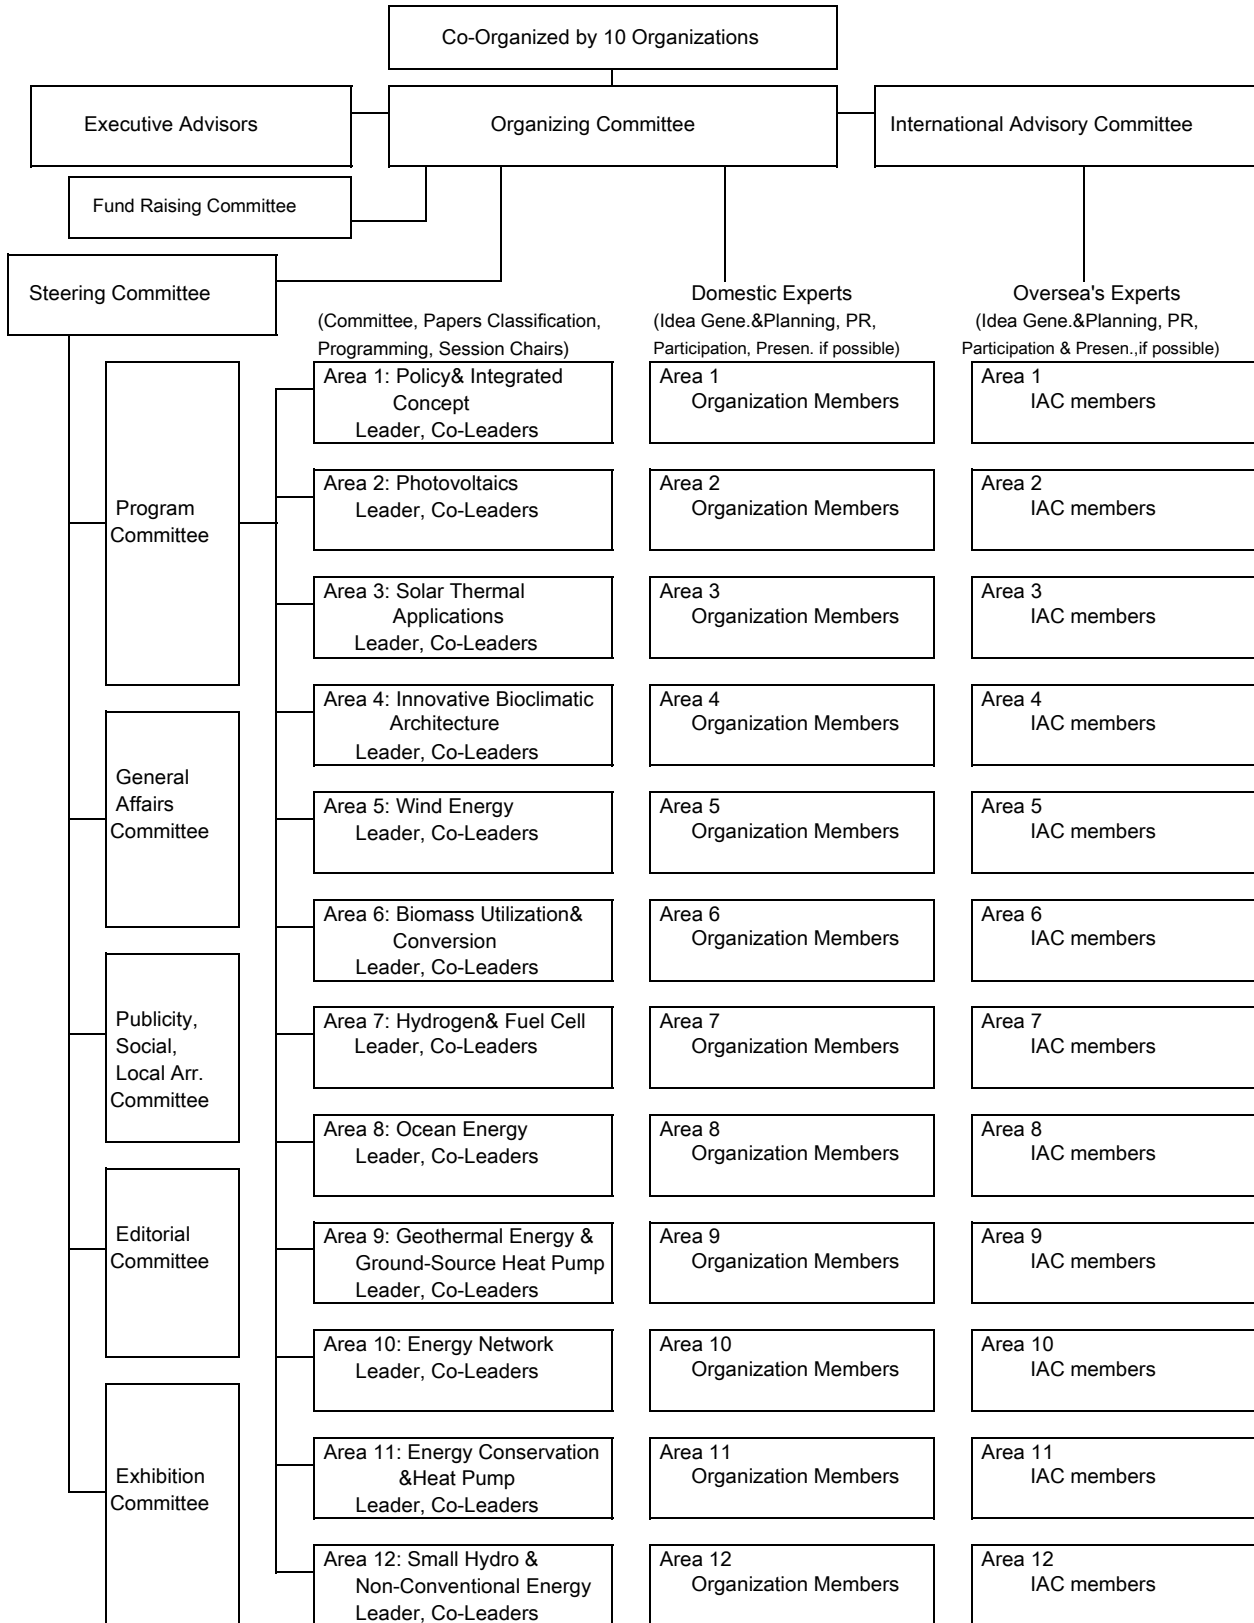 Co-Organized by 10 Organizations
Executive Advisors
Organizing Committee
International Advisory Committee
Fund Raising Committee
Steering Committee
Domestic Experts
Oversea's Experts
(Committee, Papers Classification,
Programming, Session Chairs)
(Idea Gene.&Planning, PR,
Participation, Presen. if possible)
(Idea Gene.&Planning, PR,
Participation & Presen.,if possible)
Program
Committee
General
Affairs
Committee
Publicity,
Social,
Local Arr.
Committee
Editorial
Committee
Exhibition
Committee
Area 1: Policy& Integrated
Concept
Leader, Co-Leaders
Area 1
Organization Members
Area 1
IAC members
Area 2: Photovoltaics
Leader, Co-Leaders
Area 2
Organization Members
Area 2
IAC members
Area 3: Solar Thermal
Applications
Leader, Co-Leaders
Area 3
Organization Members
Area 3
IAC members
Area 4: Innovative Bioclimatic
Architecture
Leader, Co-Leaders
Area 4
Organization Members
Area 4
IAC members
Area 5: Wind Energy
Leader, Co-Leaders
Area 5
Organization Members
Area 5
IAC members
Area 6: Biomass Utilization&
Conversion
Leader, Co-Leaders
Area 6
Organization Members
Area 6
IAC members
Area 7: Hydrogen& Fuel Cell
Leader, Co-Leaders
Area 7
Organization Members
Area 7
IAC members
Area 8: Ocean Energy
Leader, Co-Leaders
Area 8
Organization Members
Area 8
IAC members
Area 9: Geothermal Energy &
Ground-Source Heat Pump
Leader, Co-Leaders
Area 9
Organization Members
Area 9
IAC members
Area 10: Energy Network
Leader, Co-Leaders
Area 10
Organization Members
Area 10
IAC members
Area 11: Energy Conservation
&Heat Pump
Leader, Co-Leaders
Area 11
Organization Members
Area 11
IAC members
Area 12: Small Hydro &
Non-Conventional Energy
Leader, Co-Leaders
Area 12
Organization Members
Area 12
IAC members